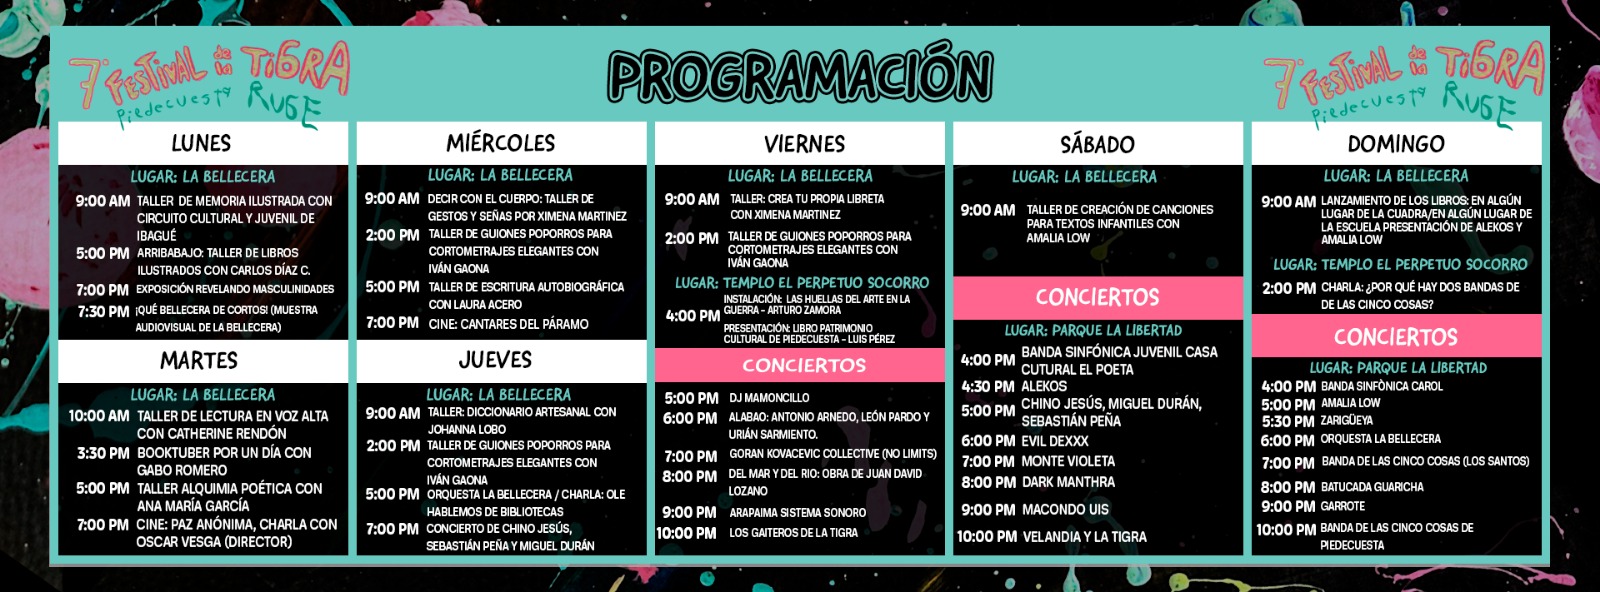 7° FESTIVAL de la TIGRA
Piedecuesta RUGE
PROGRAMACIÓN
7° FESTIVAL de la TIGRA
Piedecuesta RUGE
LUNES
LUGAR: LA BELLECERA
9:00 AM TALLER DE MEMORIA ILUSTRADA CON
CIRCUITO CULTURAL Y JUVENIL DE
IBAGUÉ
5:00 PM ARRIBABAJO: TALLER DE LIBROS
ILUSTRADOS CON CARLOS DÍAZ C.
7:00 PM EXPOSICIÓN REVELANDO MASCULINIDADES
7:30 PM ¡QUÉ BELLECERA DE CORTOS! (MUESTRA
AUDIOVISUAL DE LA BELLECERA)
MARTES
LUGAR: LA BELLECERA
10:00 AM TALLER DE LECTURA EN VOZ ALTA
CON CATHERINE RENDÓN
3:30 PM BOOKTUBER POR UN DÍA CON
GABO ROMERO
5:00 PM TALLER ALQUIMIA POÉTICA CON
ANA MARÍA GARCÍA
7:00 PM CINE: PAZ ANÓNIMA, CHARLA CON
OSCAR VESGA (DIRECTOR)
MIÉRCOLES
LUGAR: LA BELLECERA
9:00 AM DECIR CON EL CUERPO: TALLER DE
GESTOS Y SEÑAS POR XIMENA MARTINEZ
2:00 PM TALLER DE GUIONES POPORROS PARA
CORTOMETRAJES ELEGANTES CON
IVÁN GAONA
5:00 PM TALLER DE ESCRITURA AUTOBIOGRÁFICA
CON LAURA ACERO
7:00 PM CINE: CANTARES DEL PÁRAMO
JUEVES
LUGAR: LA BELLECERA
9:00 AM TALLER: DICCIONARIO ARTESANAL CON
JOHANNA LOBO
2:00 PM TALLER DE GUIONES POPORROS PARA
CORTOMETRAJES ELEGANTES CON
IVÁN GAONA
5:00 PM ORQUESTA LA BELLECERA / CHARLA: OLE
HABLEMOS DE BIBLIOTECAS
7:00 PM CONCIERTO DE CHINO JESÚS,
SEBASTIÁN PEÑA Y MIGUEL DURÁN
VIERNES
LUGAR: LA BELLECERA
9:00 AM TALLER: CREA TU PROPIA LIBRETA
CON XIMENA MARTINEZ
2:00 PM TALLER DE GUIONES POPORROS PARA
CORTOMETRAJES ELEGANTES CON
IVÁN GAONA
LUGAR: TEMPLO EL PERPETUO SOCORRO
4:00 PM INSTALACIÓN: LAS HUELLAS DEL ARTE EN LA
GUERRA – ARTURO ZAMORA
PRESENTACIÓN: LIBRO PATRIMONIO
CULTURAL DE PIEDECUESTA – LUIS PÉREZ
CONCIERTOS
5:00 PM DJ MAMONCILLO
6:00 PM ALABAO: ANTONIO ARNEDO, LEÓN PARDO Y
URIÁN SARMIENTO.
7:00 PM GORAN KOVACEVIC COLLECTIVE (NO LIMITS)
8:00 PM DEL MAR Y DEL RIO: OBRA DE JUAN DAVID
LOZANO
9:00 PM ARAPAIMA SISTEMA SONORO
10:00 PM LOS GAITEROS DE LA TIGRA
SÁBADO
LUGAR: LA BELLECERA
9:00 AM TALLER DE CREACIÓN DE CANCIONES
PARA TEXTOS INFANTILES CON
AMALIA LOW
CONCIERTOS
LUGAR: PARQUE LA LIBERTAD
4:00 PM BANDA SINFÓNICA JUVENIL CASA
CUTURAL EL POETA
4:30 PM ALEKOS
5:00 PM CHINO JESÚS, MIGUEL DURÁN,
SEBASTIÁN PEÑA
6:00 PM EVIL DEXXX
7:00 PM MONTE VIOLETA
8:00 PM DARK MANTHRA
9:00 PM MACONDO UIS
10:00 PM VELANDIA Y LA TIGRA
DOMINGO
LUGAR: LA BELLECERA
9:00 AM LANZAMIENTO DE LOS LIBROS: EN ALGÚN
LUGAR DE LA CUADRA/EN ALGÚN LUGAR DE
LA ESCUELA PRESENTACIÓN DE ALEKOS Y
AMALIA LOW
LUGAR: TEMPLO EL PERPETUO SOCORRO
2:00 PM CHARLA: ¿POR QUÉ HAY DOS BANDAS DE
DE LAS CINCO COSAS?
CONCIERTOS
LUGAR: PARQUE LA LIBERTAD
4:00 PM BANDA SINFÒNICA CAROL
5:00 PM AMALIA LOW
5:30 PM ZARIGÜEYA
6:00 PM ORQUESTA LA BELLECERA
7:00 PM BANDA DE LAS CINCO COSAS (LOS SANTOS)
8:00 PM BATUCADA GUARICHA
9:00 PM GARROTE
10:00 PM BANDA DE LAS CINCO COSAS DE
PIEDECUESTA